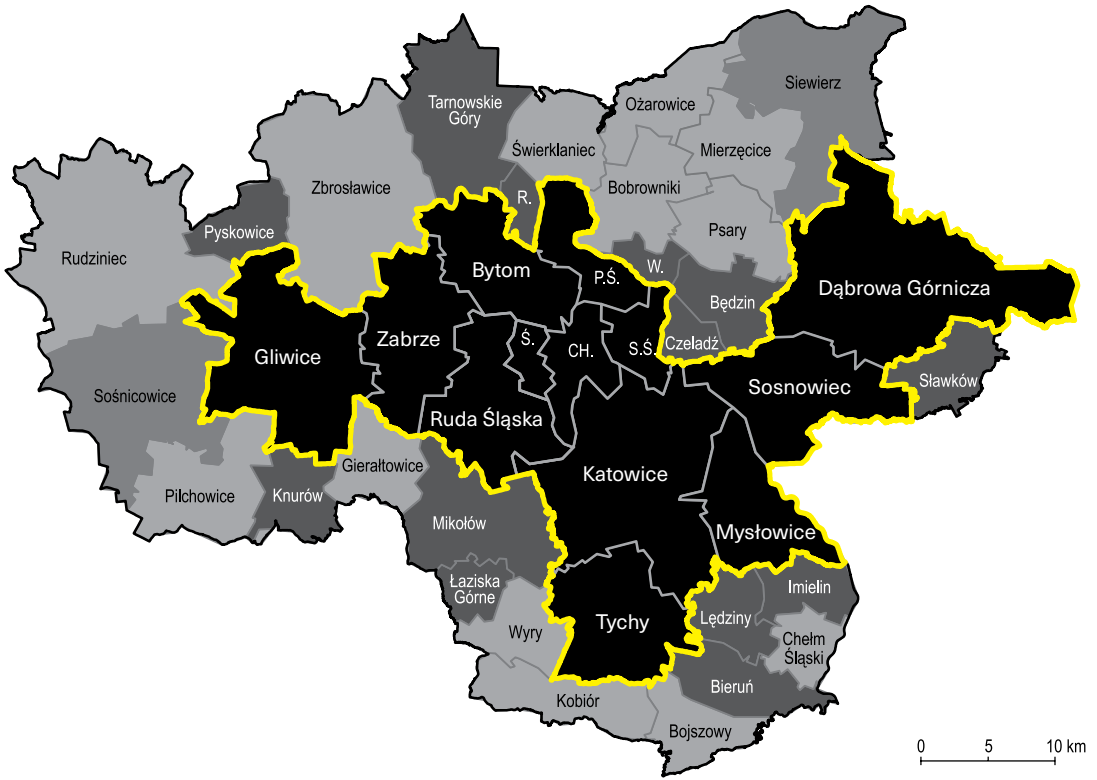 Siewierz
Tarnowskie
Góry
Ożarowice
Świerklaniec
Mierzęcice
Zbrosławice
Bobrowniki
R.
Pyskowice
Psary
Rudziniec
W.
Bytom
P.Ś.
Dąbrowa Górnicza
Będzin
Zabrze
Ś.
CH.
S.Ś.
Czeladź
Gliwice
Sławków
Sosnowiec
Sośnicowice
Ruda Śląska
Gierałtowice
Katowice
Pilchowice
Knurów
Mikołów
Mysłowice
Łaziska
Górne
Imielin
Lędziny
Tychy
Wyry
Chełm
Śląski
Bieruń
Kobiór
Bojszowy
0 5 10 km